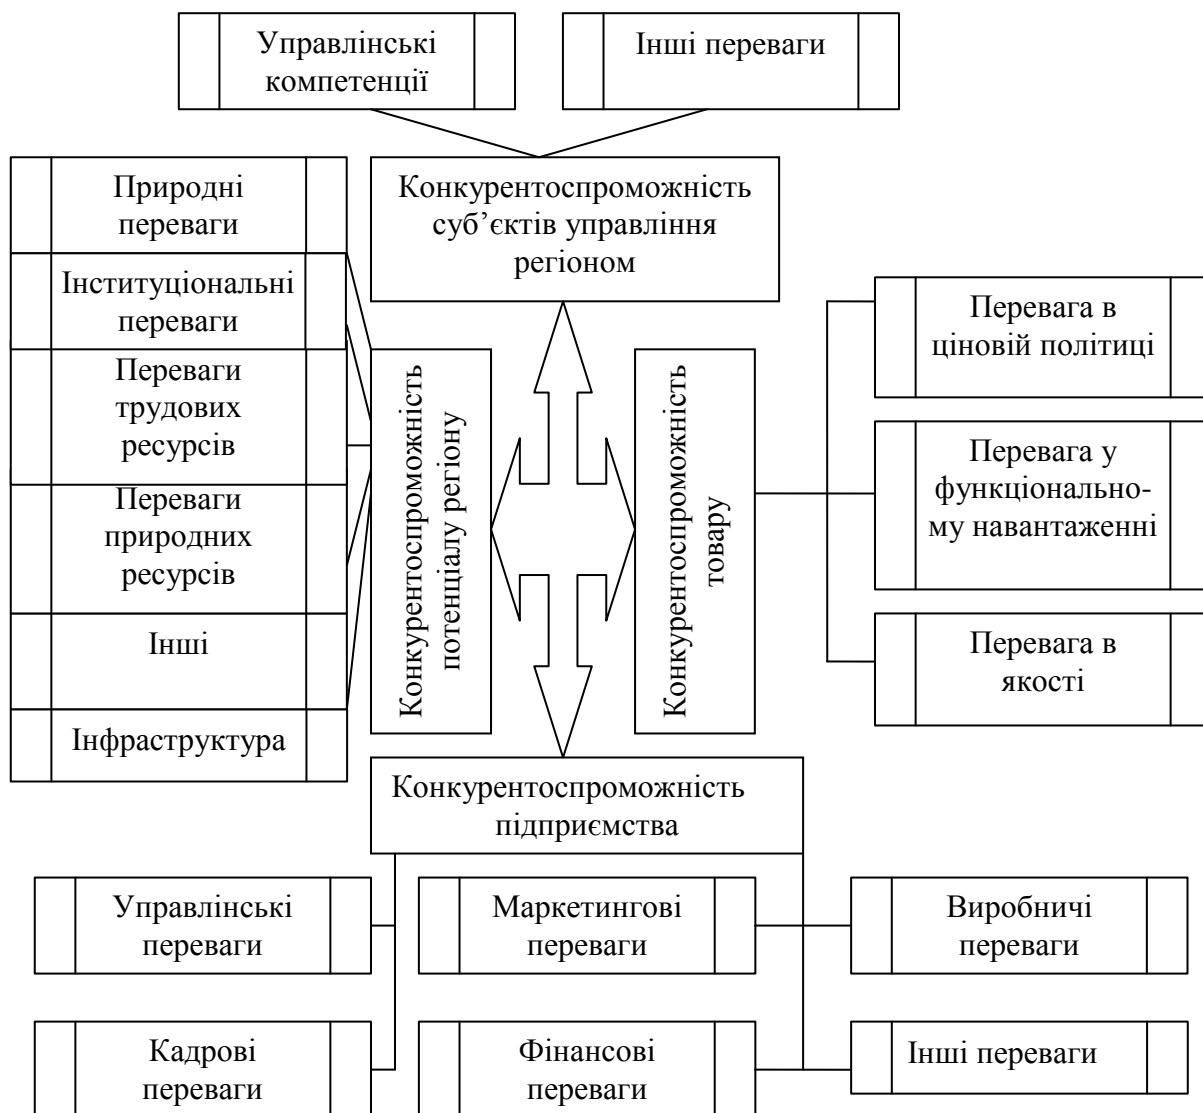 Управлінські
компетенції
Інші переваги
Природні
переваги
Інституціональні
переваги
Переваги
трудових
ресурсів
Переваги
природних
ресурсів
Інші
Інфраструктура
Конкурентоспроможність
суб’єктів управління
регіоном
Конкурентоспроможність
потенціалу регіону
Конкурентоспроможність
товару
Перевага в
ціновій політиці
Перевага у
функціонально-
му навантаженні
Перевага в
якості
Конкурентоспроможність
підприємства
Управлінські
переваги
Маркетингові
переваги
Виробничі
переваги
Кадрові
переваги
Фінансові
переваги
Інші переваги